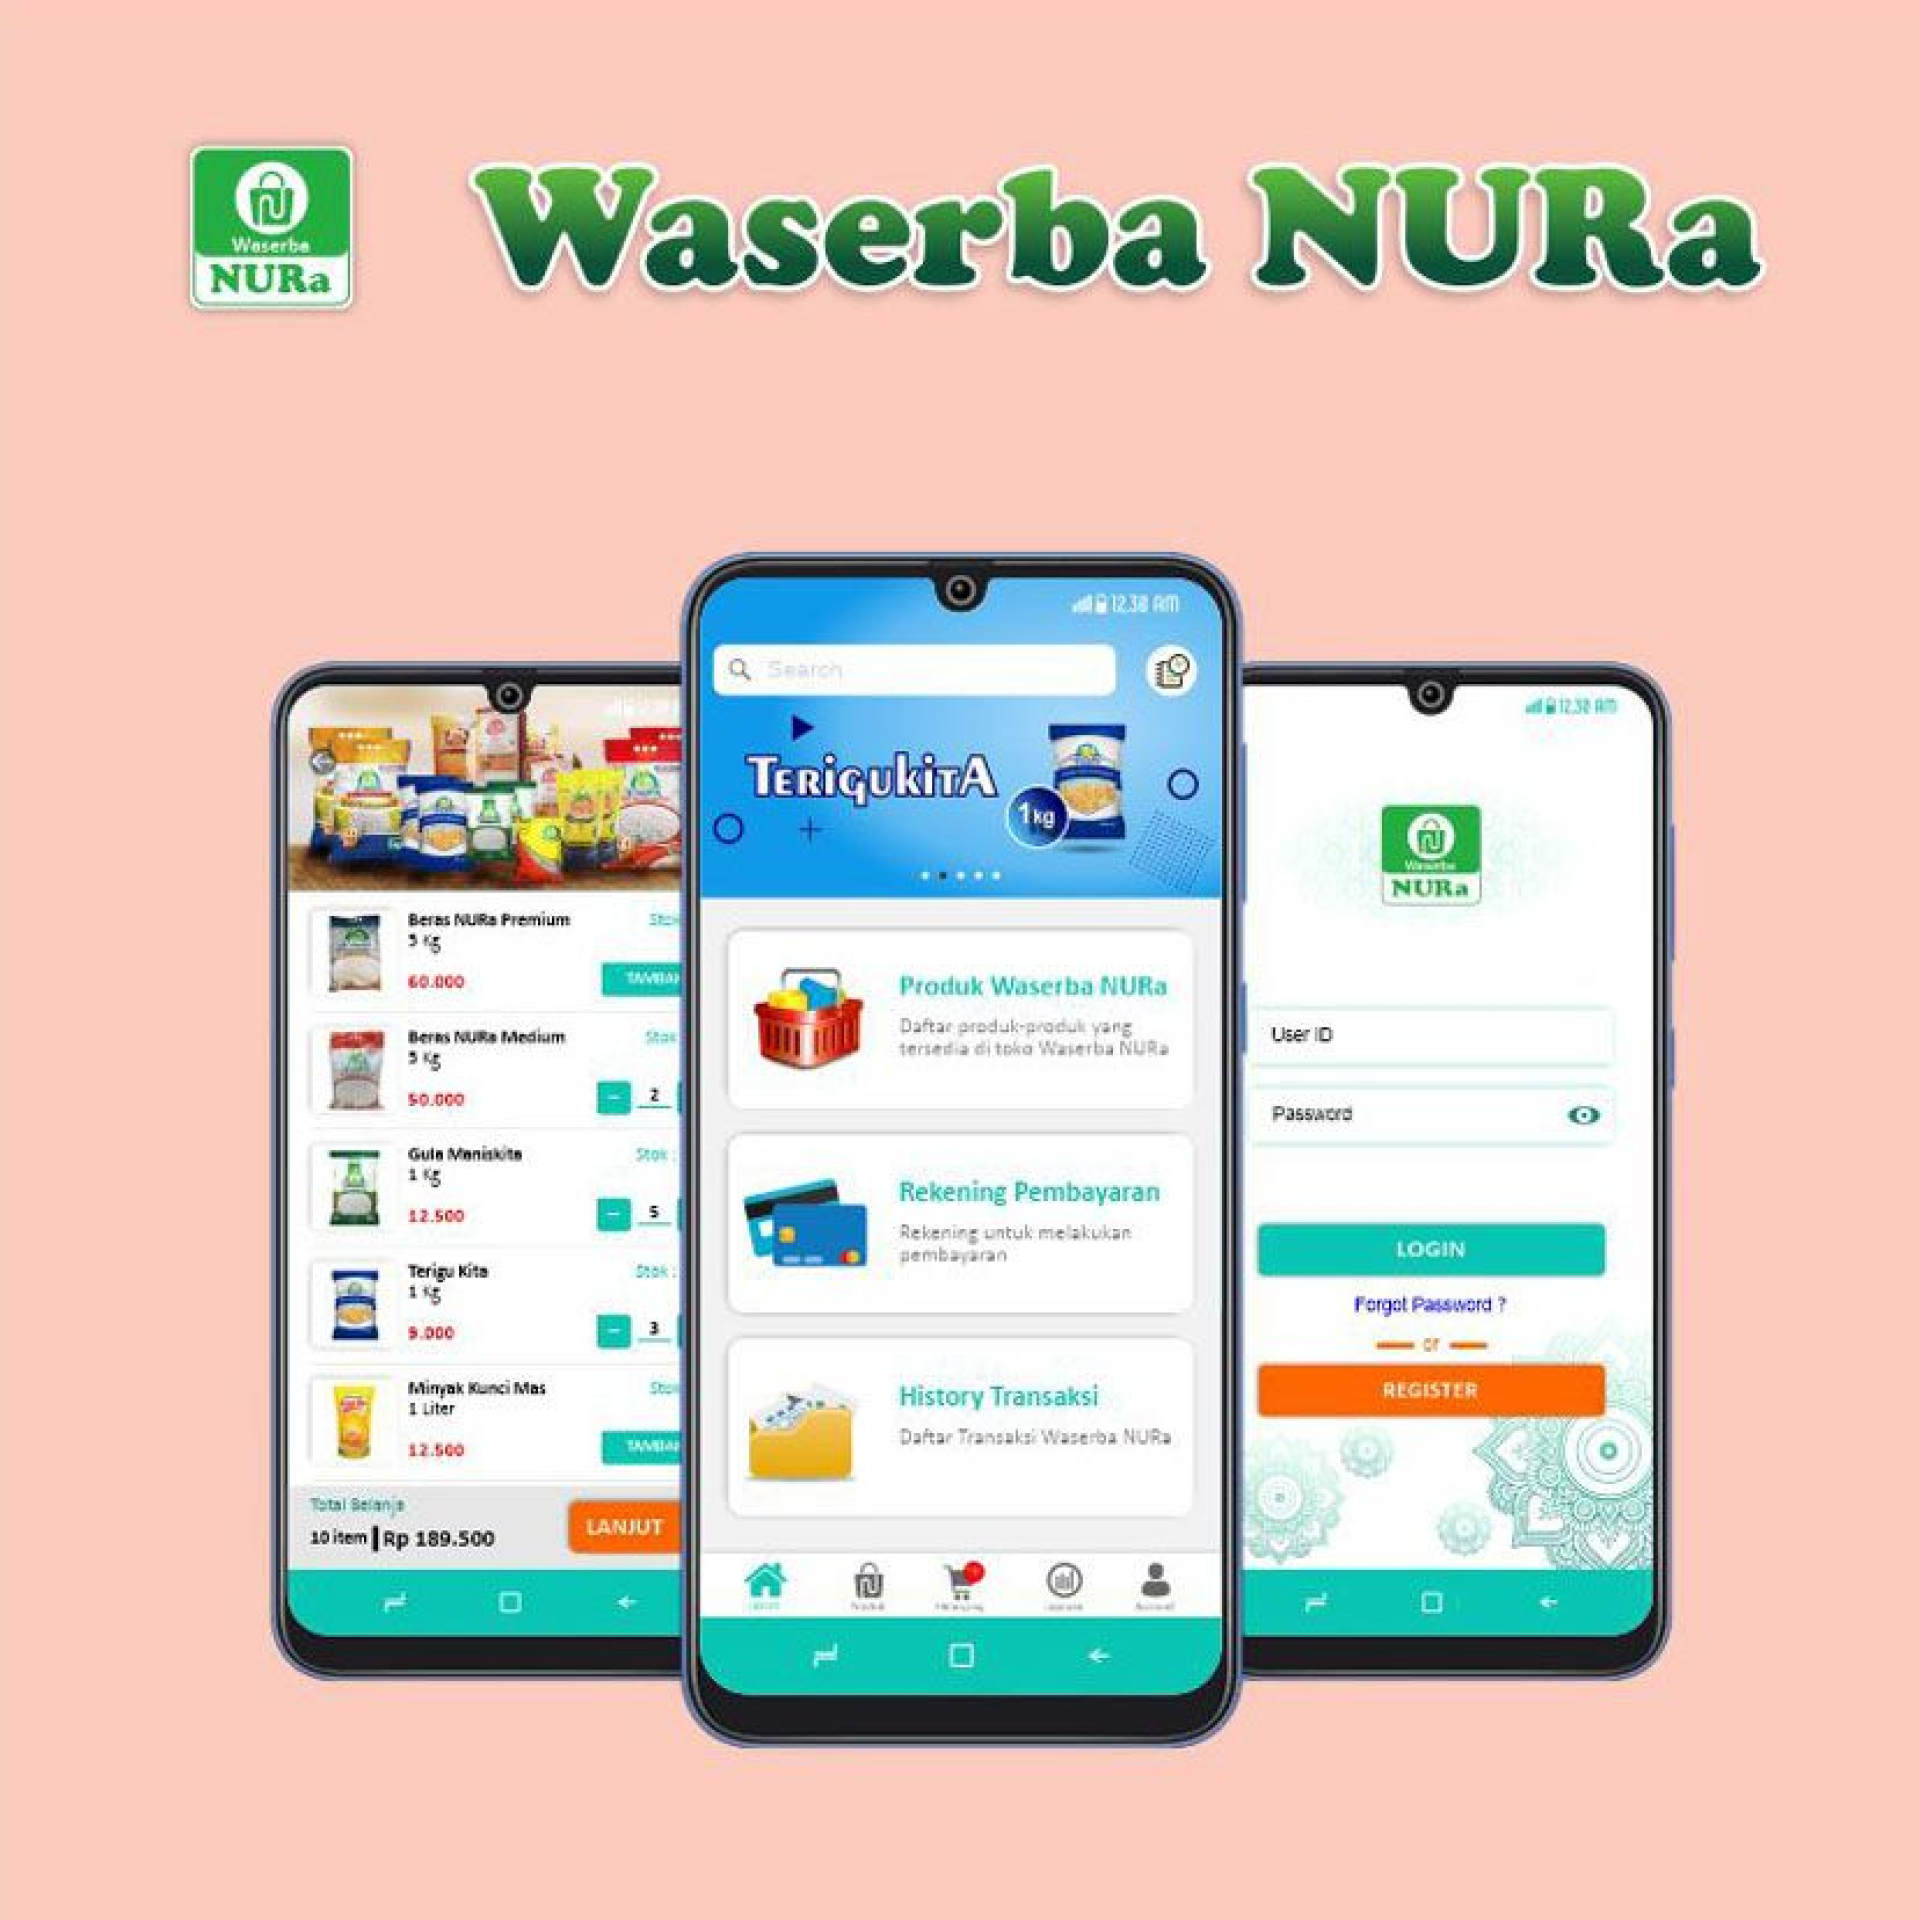 Waserba
NURa
Waserba NURa
Beras NURa Premium
5 Kg
60.000
Beras NURa Medium
5 Kg
50.000
2
Gula Maniskita
1 Kg
Stok :
12.500
5
Terigu Kita
1 Kg
Stok :
9.000
3
Minyak Kunci Mas
1 Liter
12.500
Total Belanja
10 item | Rp 189.500
LANJUT
12.30 AM
Search
TERIGUKITA
1kg
Produk Waserba NURa
Daftar produk-produk yang
tersedia di toko Waserba NURa
Rekening Pembayaran
Rekening untuk melakukan
pembayaran
History Transaksi
Daftar Transaksi Waserba NURa
12.30 AM
Waserba
NURa
User ID
Password
LOGIN
Forgot Password ?
or
REGISTER